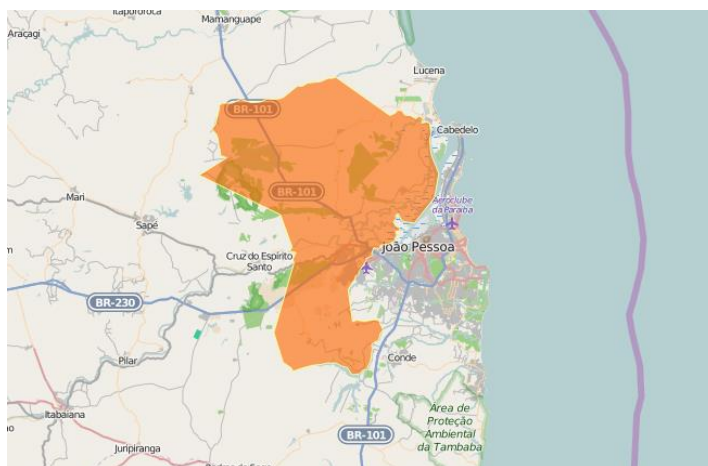 Itapororoca
Mamanguape
Araçagi
Lucena
BR-101
Cabedelo
BR-101
Mari
Aeroclube
da Paraíba
Sapé
João Pessoa
Cruz do Espírito
Santo
BR-230
Pilar
Conde
Itabaiana
Área de
Proteção
Ambiental
da Tambaba
BR-101
Juripiranga